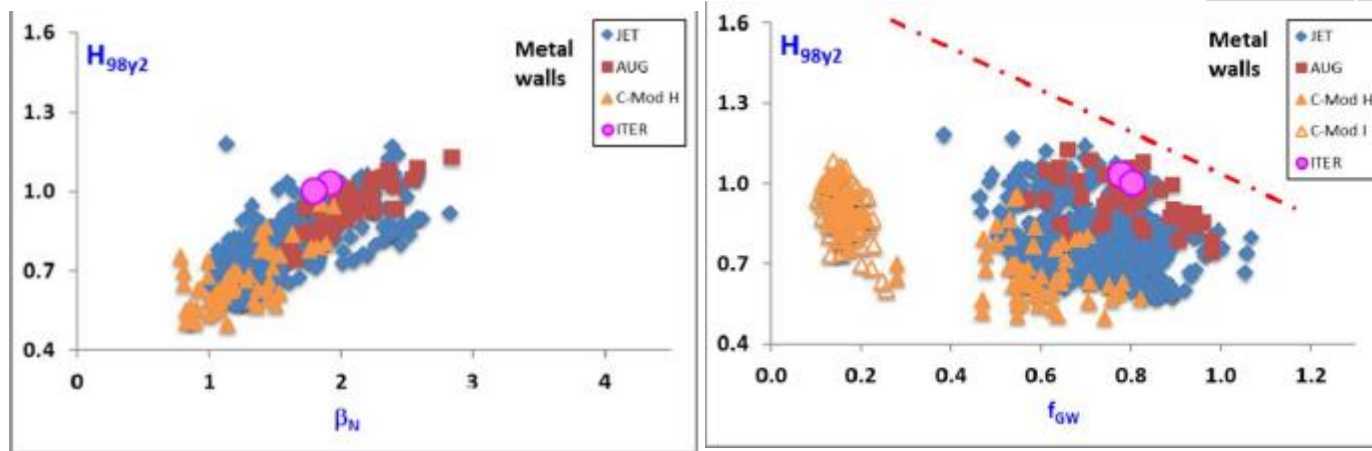 1.6
1.3
1.0
0.7
0.4
H98y2
Metal
walls
JET
AUG
C-Mod H
ITER
0
1
2
3
4
βN
1.6
1.3
1.0
0.7
0.4
H98y2
Metal
walls
JET
AUG
C-Mod H
C-Mod I
ITER
0.0
0.2
0.4
0.6
0.8
1.0
1.2
fGW